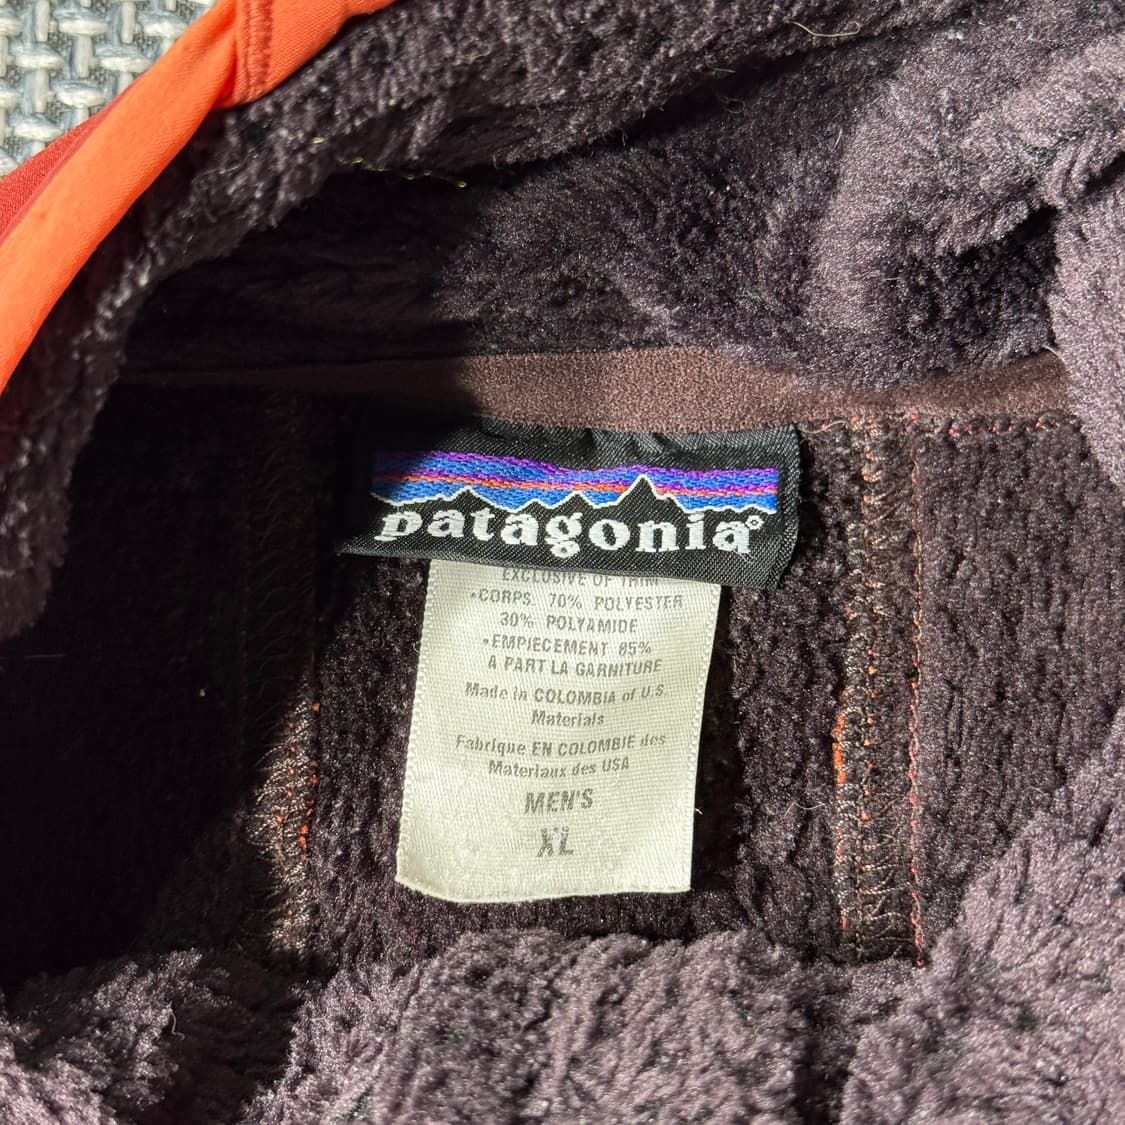 patagonia®
EXCLUSIVE OF TRIM
•CORPS. 70% POLYESTER
30% POLYAMIDE
•EMPIECEMENT 85%
A PART LA GARNITURE
Made in COLOMBIA of U.S.
Materials
Fabrique EN COLOMBIE des
Materiaux des USA
MEN'S
XL